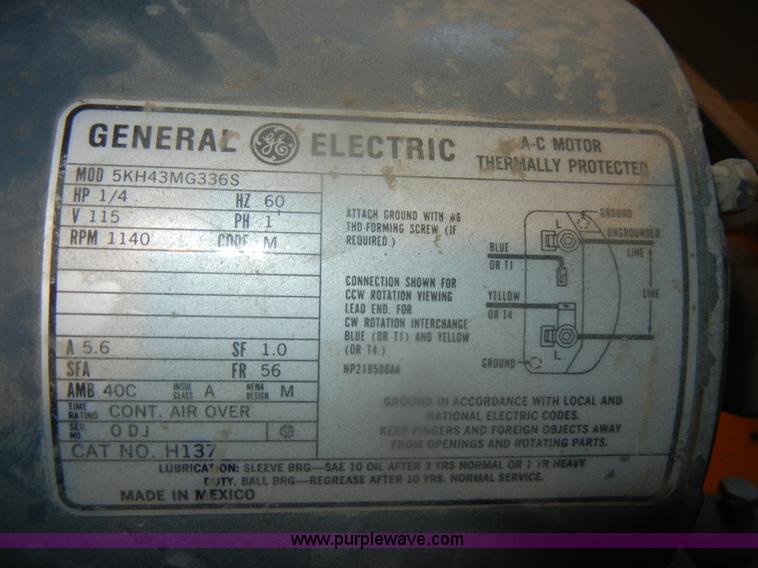 GENERAL GE ELECTRIC
A-C MOTOR
THERMALLY PROTECTED
MOD 5KH43MG336S
HP 1/4 HZ 60
V 115 PH 1
RPM 1140 CODE M
A 5.6 SF 1.0
SFA FR 56
AMB 40C INSUL CLASS A NEMA DESIGN M
TIME RATING CONT. AIR OVER
SER. NO. ODJ
CAT NO. H137
ATTACH GROUND WITH #6
THD-FORMING SCREW (IF
REQUIRED.)
CONNECTION SHOWN FOR
CCW ROTATION VIEWING
LEAD END. FOR
CW ROTATION INTERCHANGE
BLUE (OR T1) AND YELLOW
(OR T4.)
NP219500AA
GROUND
L UNGROUNDED
LINE
BLUE
OR T1
LINE
YELLOW
OR T4
L
GROUND
GROUND IN ACCORDANCE WITH LOCAL AND
NATIONAL ELECTRIC CODES.
KEEP FINGERS AND FOREIGN OBJECTS AWAY
FROM OPENINGS AND ROTATING PARTS.
LUBRICATION: SLEEVE BRG—SAE 10 OIL AFTER 3 YRS NORMAL OR 1 YR HEAVY
DUTY. BALL BRG—REGREASE AFTER 10 YRS. NORMAL SERVICE.
MADE IN MEXICO
www.purplewave.com